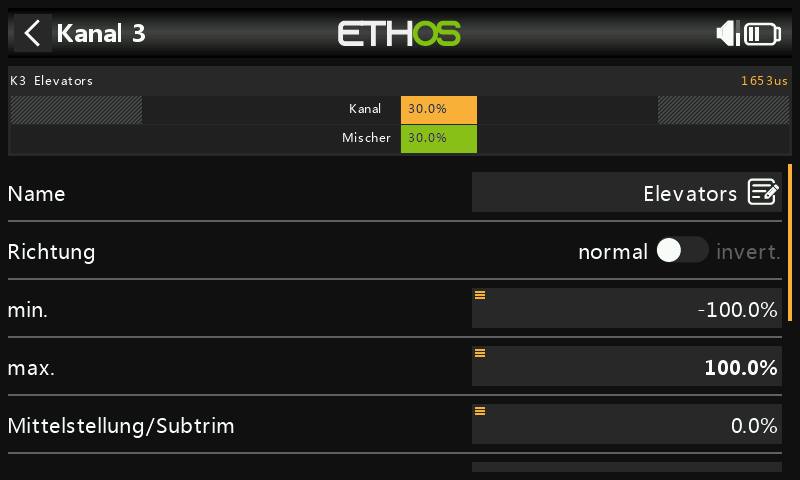 Kanal 3
ETHOS
K3 Elevators 1653us
Kanal 30.0%
Mischer 30.0%
Name Elevators
Richtung normal invert.
min. -100.0%
max. 100.0%
Mittelstellung/Subtrim 0.0%